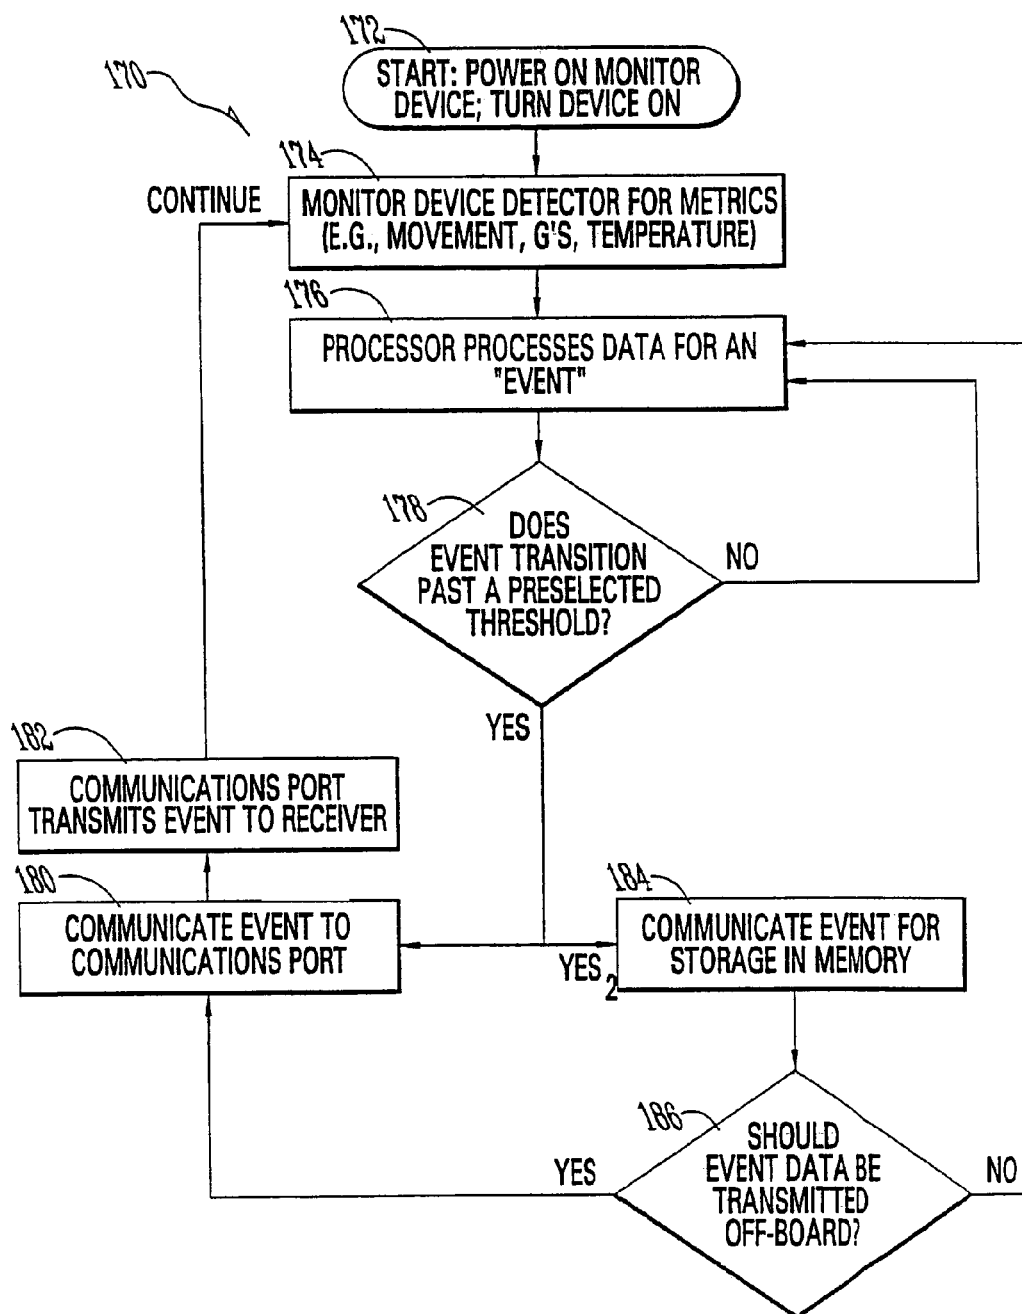 172
START: POWER ON MONITOR
DEVICE; TURN DEVICE ON
170
174
CONTINUE
MONITOR DEVICE DETECTOR FOR METRICS
(E.G., MOVEMENT, G'S, TEMPERATURE)
176
PROCESSOR PROCESSES DATA FOR AN
"EVENT"
178
DOES
EVENT TRANSITION
PAST A PRESELECTED
THRESHOLD?
NO
YES
182
COMMUNICATIONS PORT
TRANSMITS EVENT TO RECEIVER
180
COMMUNICATE EVENT TO
COMMUNICATIONS PORT
YES2
184
COMMUNICATE EVENT FOR
STORAGE IN MEMORY
186
SHOULD
EVENT DATA BE
TRANSMITTED
OFF-BOARD?
YES
NO